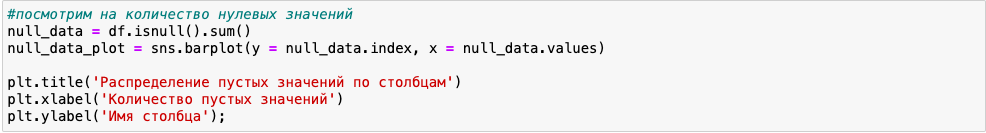 #посмотрим на количество нулевых значений
null_data = df.isnull().sum()
null_data_plot = sns.barplot(y = null_data.index, x = null_data.values)
plt.title('Распределение пустых значений по столбцам')
plt.xlabel('Количество пустых значений')
plt.ylabel('Имя столбца');